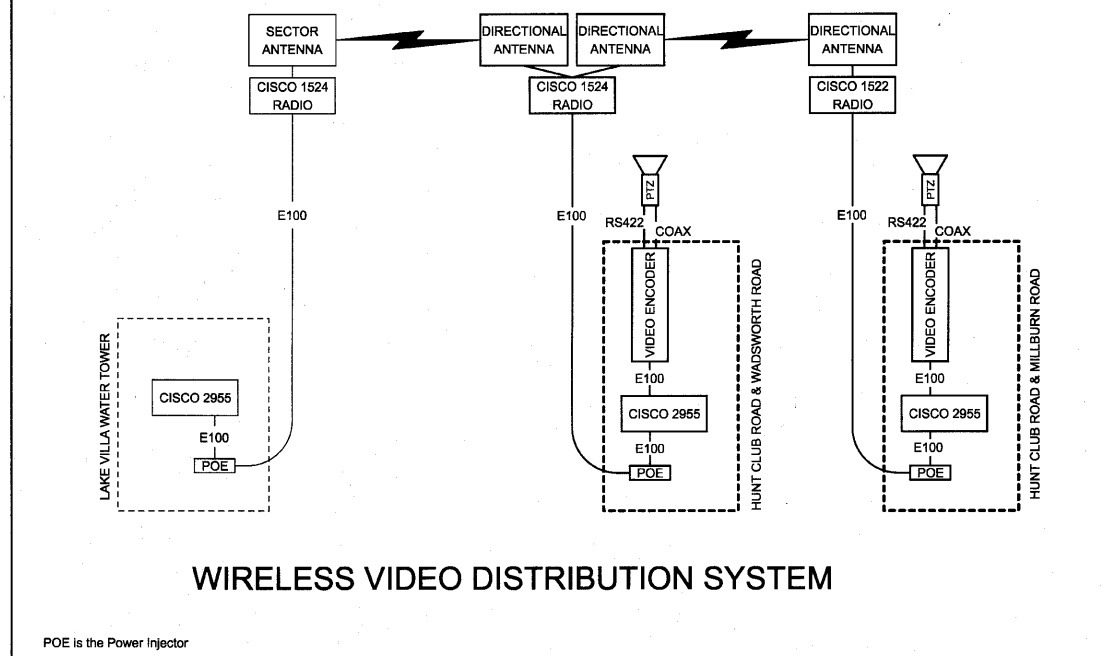 SECTOR
ANTENNA
DIRECTIONAL
ANTENNA
DIRECTIONAL
ANTENNA
DIRECTIONAL
ANTENNA
CISCO 1524
RADIO
CISCO 1524
RADIO
CISCO 1522
RADIO
E100
E100
PTZ
RS422
COAX
E100
PTZ
RS422
COAX
LAKE VILLA WATER TOWER
CISCO 2955
E100
POE
VIDEO ENCODER
E100
CISCO 2955
E100
POE
HUNT CLUB ROAD & WADSWORTH ROAD
VIDEO ENCODER
E100
CISCO 2955
E100
POE
HUNT CLUB ROAD & MILLBURN ROAD
WIRELESS VIDEO DISTRIBUTION SYSTEM
POE is the Power Injector